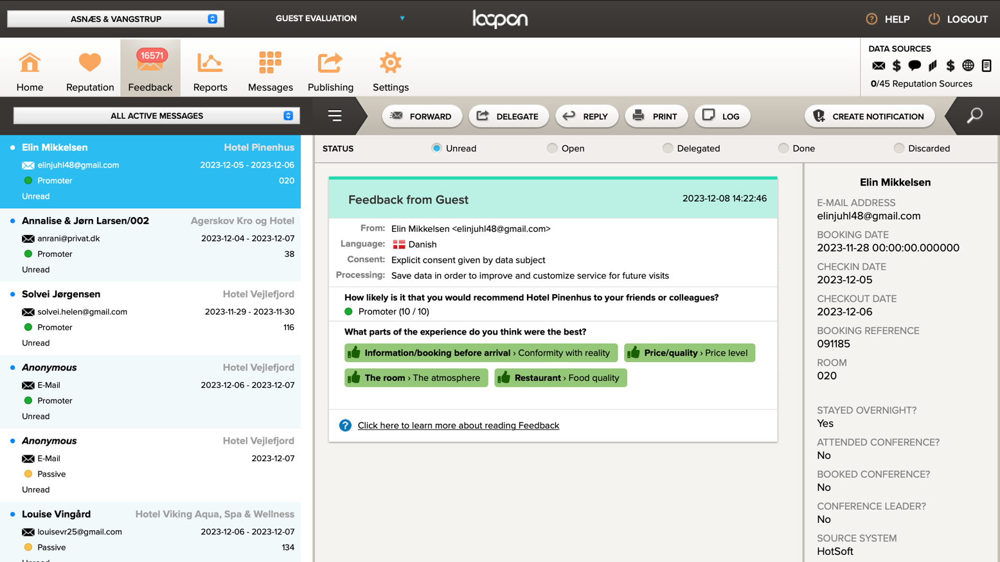 ASNÆS & VANGSTRUP
GUEST EVALUATION
loopon
HELP
LOGOUT
Home
Reputation
16571
Feedback
Reports
Messages
Publishing
Settings
DATA SOURCES
0/45 Reputation Sources
ALL ACTIVE MESSAGES
FORWARD
DELEGATE
REPLY
PRINT
LOG
CREATE NOTIFICATION
Elin Mikkelsen Hotel Pinenhus
elinjuhl48@gmail.com 2023-12-05 - 2023-12-06
Promoter 020
Unread
Annalise & Jørn Larsen/002 Agerskov Kro og Hotel
anrani@privat.dk 2023-12-04 - 2023-12-07
Promoter 38
Unread
Solvei Jørgensen Hotel Vejlefjord
solvei.helen@gmail.com 2023-11-29 - 2023-11-30
Promoter 116
Unread
Anonymous Hotel Vejlefjord
E-Mail 2023-12-06 - 2023-12-07
Promoter
Unread
Anonymous Hotel Vejlefjord
E-Mail 2023-12-07
Passive
Unread
Louise Vingård Hotel Viking Aqua, Spa & Wellness
louisevr25@gmail.com 2023-12-06 - 2023-12-07
Passive 134
Unread
STATUS Unread Open Delegated Done Discarded
Feedback from Guest 2023-12-08 14:22:46
From: Elin Mikkelsen <elinjuhl48@gmail.com>
Language: Danish
Consent: Explicit consent given by data subject
Processing: Save data in order to improve and customize service for future visits
How likely is it that you would recommend Hotel Pinenhus to your friends or colleagues?
Promoter (10 / 10)
What parts of the experience do you think were the best?
Information/booking before arrival › Conformity with reality
Price/quality › Price level
The room › The atmosphere
Restaurant › Food quality
Click here to learn more about reading Feedback
Elin Mikkelsen
E-MAIL ADDRESS
elinjuhl48@gmail.com
BOOKING DATE
2023-11-28 00:00:00.000000
CHECKIN DATE
2023-12-05
CHECKOUT DATE
2023-12-06
BOOKING REFERENCE
091185
ROOM
020
STAYED OVERNIGHT?
Yes
ATTENDED CONFERENCE?
No
BOOKED CONFERENCE?
No
CONFERENCE LEADER?
No
SOURCE SYSTEM
HotSoft